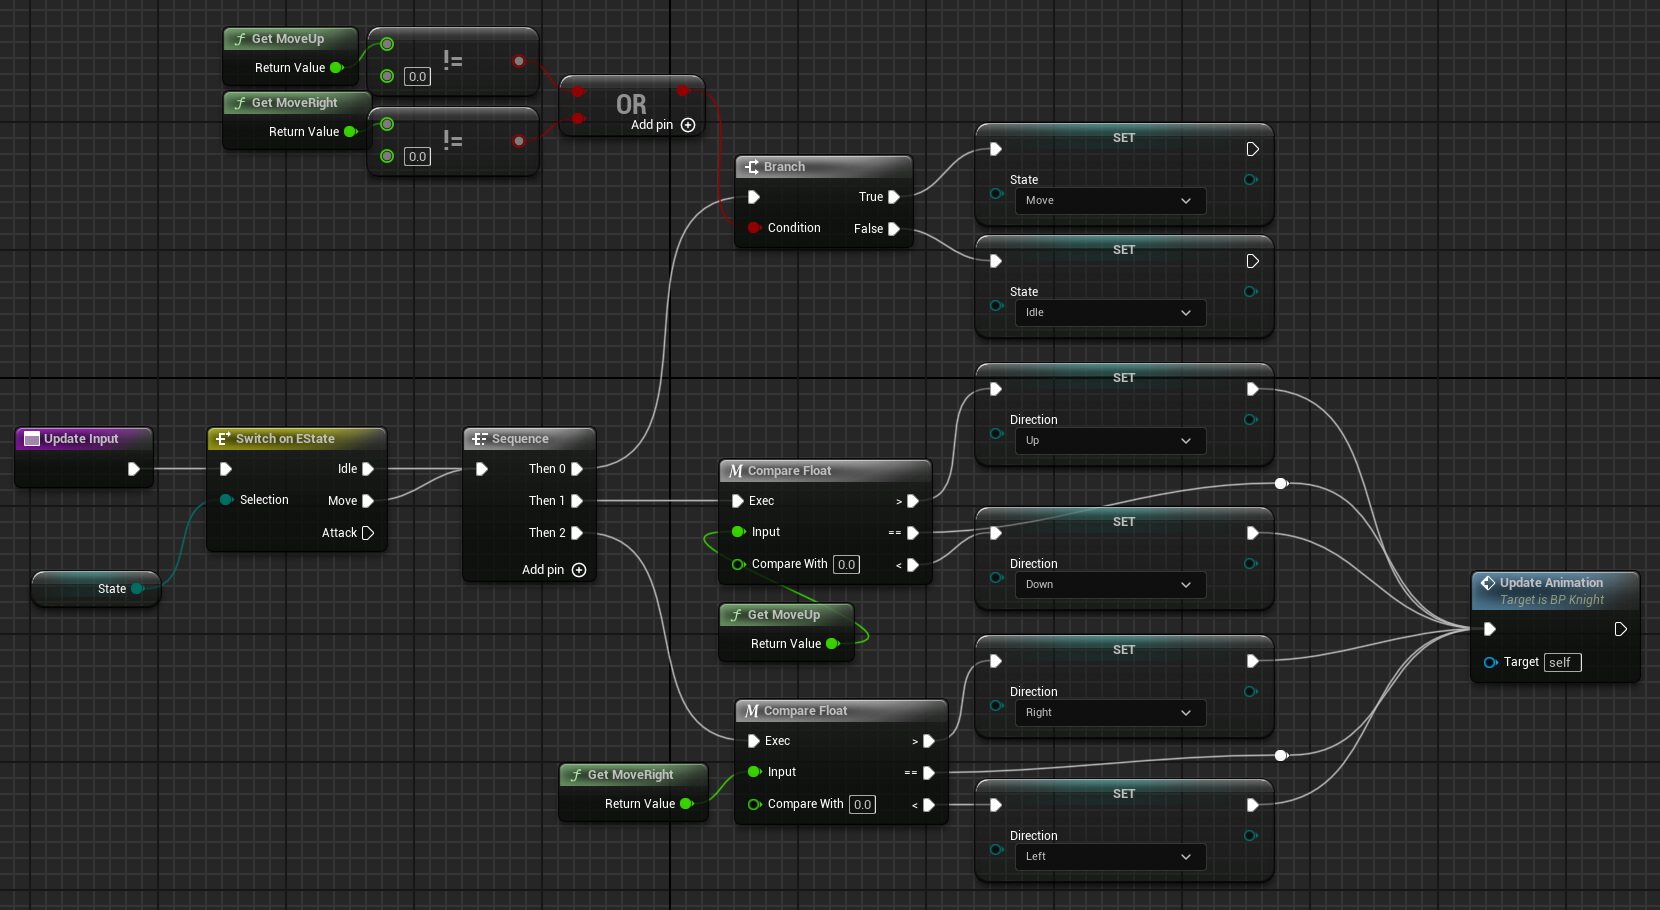 Get MoveUp
Return Value
!=
0.0
Get MoveRight
Return Value
!=
0.0
OR
Add pin
Branch
True
Condition
False
SET
State
Move
SET
State
Idle
Update Input
Switch on EState
Idle
Selection
Move
Attack
State
Sequence
Then 0
Then 1
Then 2
Add pin
Compare Float
Exec
>
Input
==
Compare With 0.0
<
Get MoveUp
Return Value
SET
Direction
Up
SET
Direction
Down
Get MoveRight
Return Value
Compare Float
Exec
>
Input
==
Compare With 0.0
<
SET
Direction
Right
SET
Direction
Left
Update Animation
Target is BP Knight
Target self